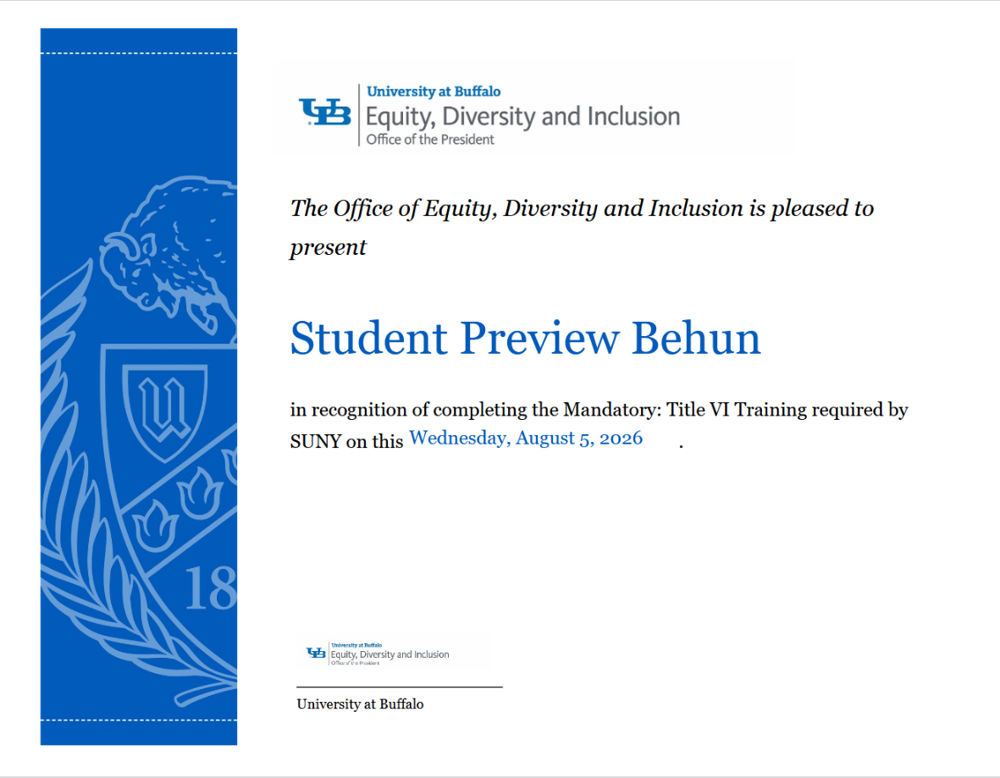 University at Buffalo
UB
Equity, Diversity and Inclusion
Office of the President
The Office of Equity, Diversity and Inclusion is pleased to
present
Student Preview Behun
in recognition of completing the Mandatory: Title VI Training required by
SUNY on this Wednesday, August 5, 2026 .
U
18
University at Buffalo
UB
Equity, Diversity and Inclusion
Office of the President
University at Buffalo